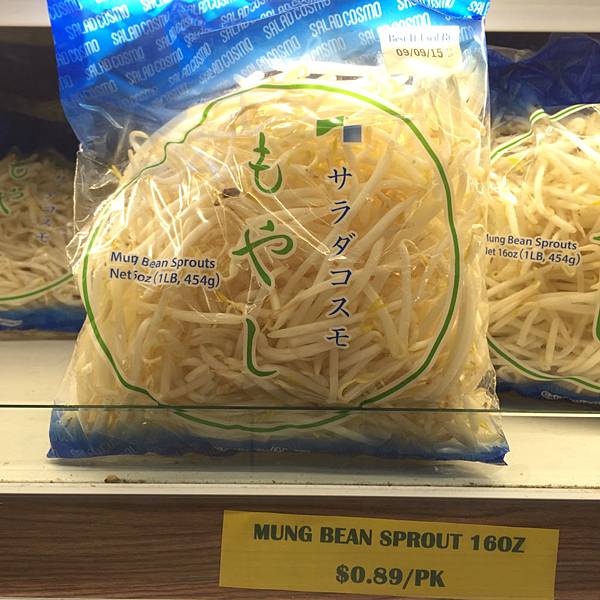 SALAD COSMO
Best If Used By
09/09/15
もやし
サラダコスモ
Mung Bean Sprouts
Net 16oz (1LB, 454g)
Mung Bean Sprouts
Net 16oz (1LB, 454g)
MUNG BEAN SPROUT 16OZ
$0.89/PK